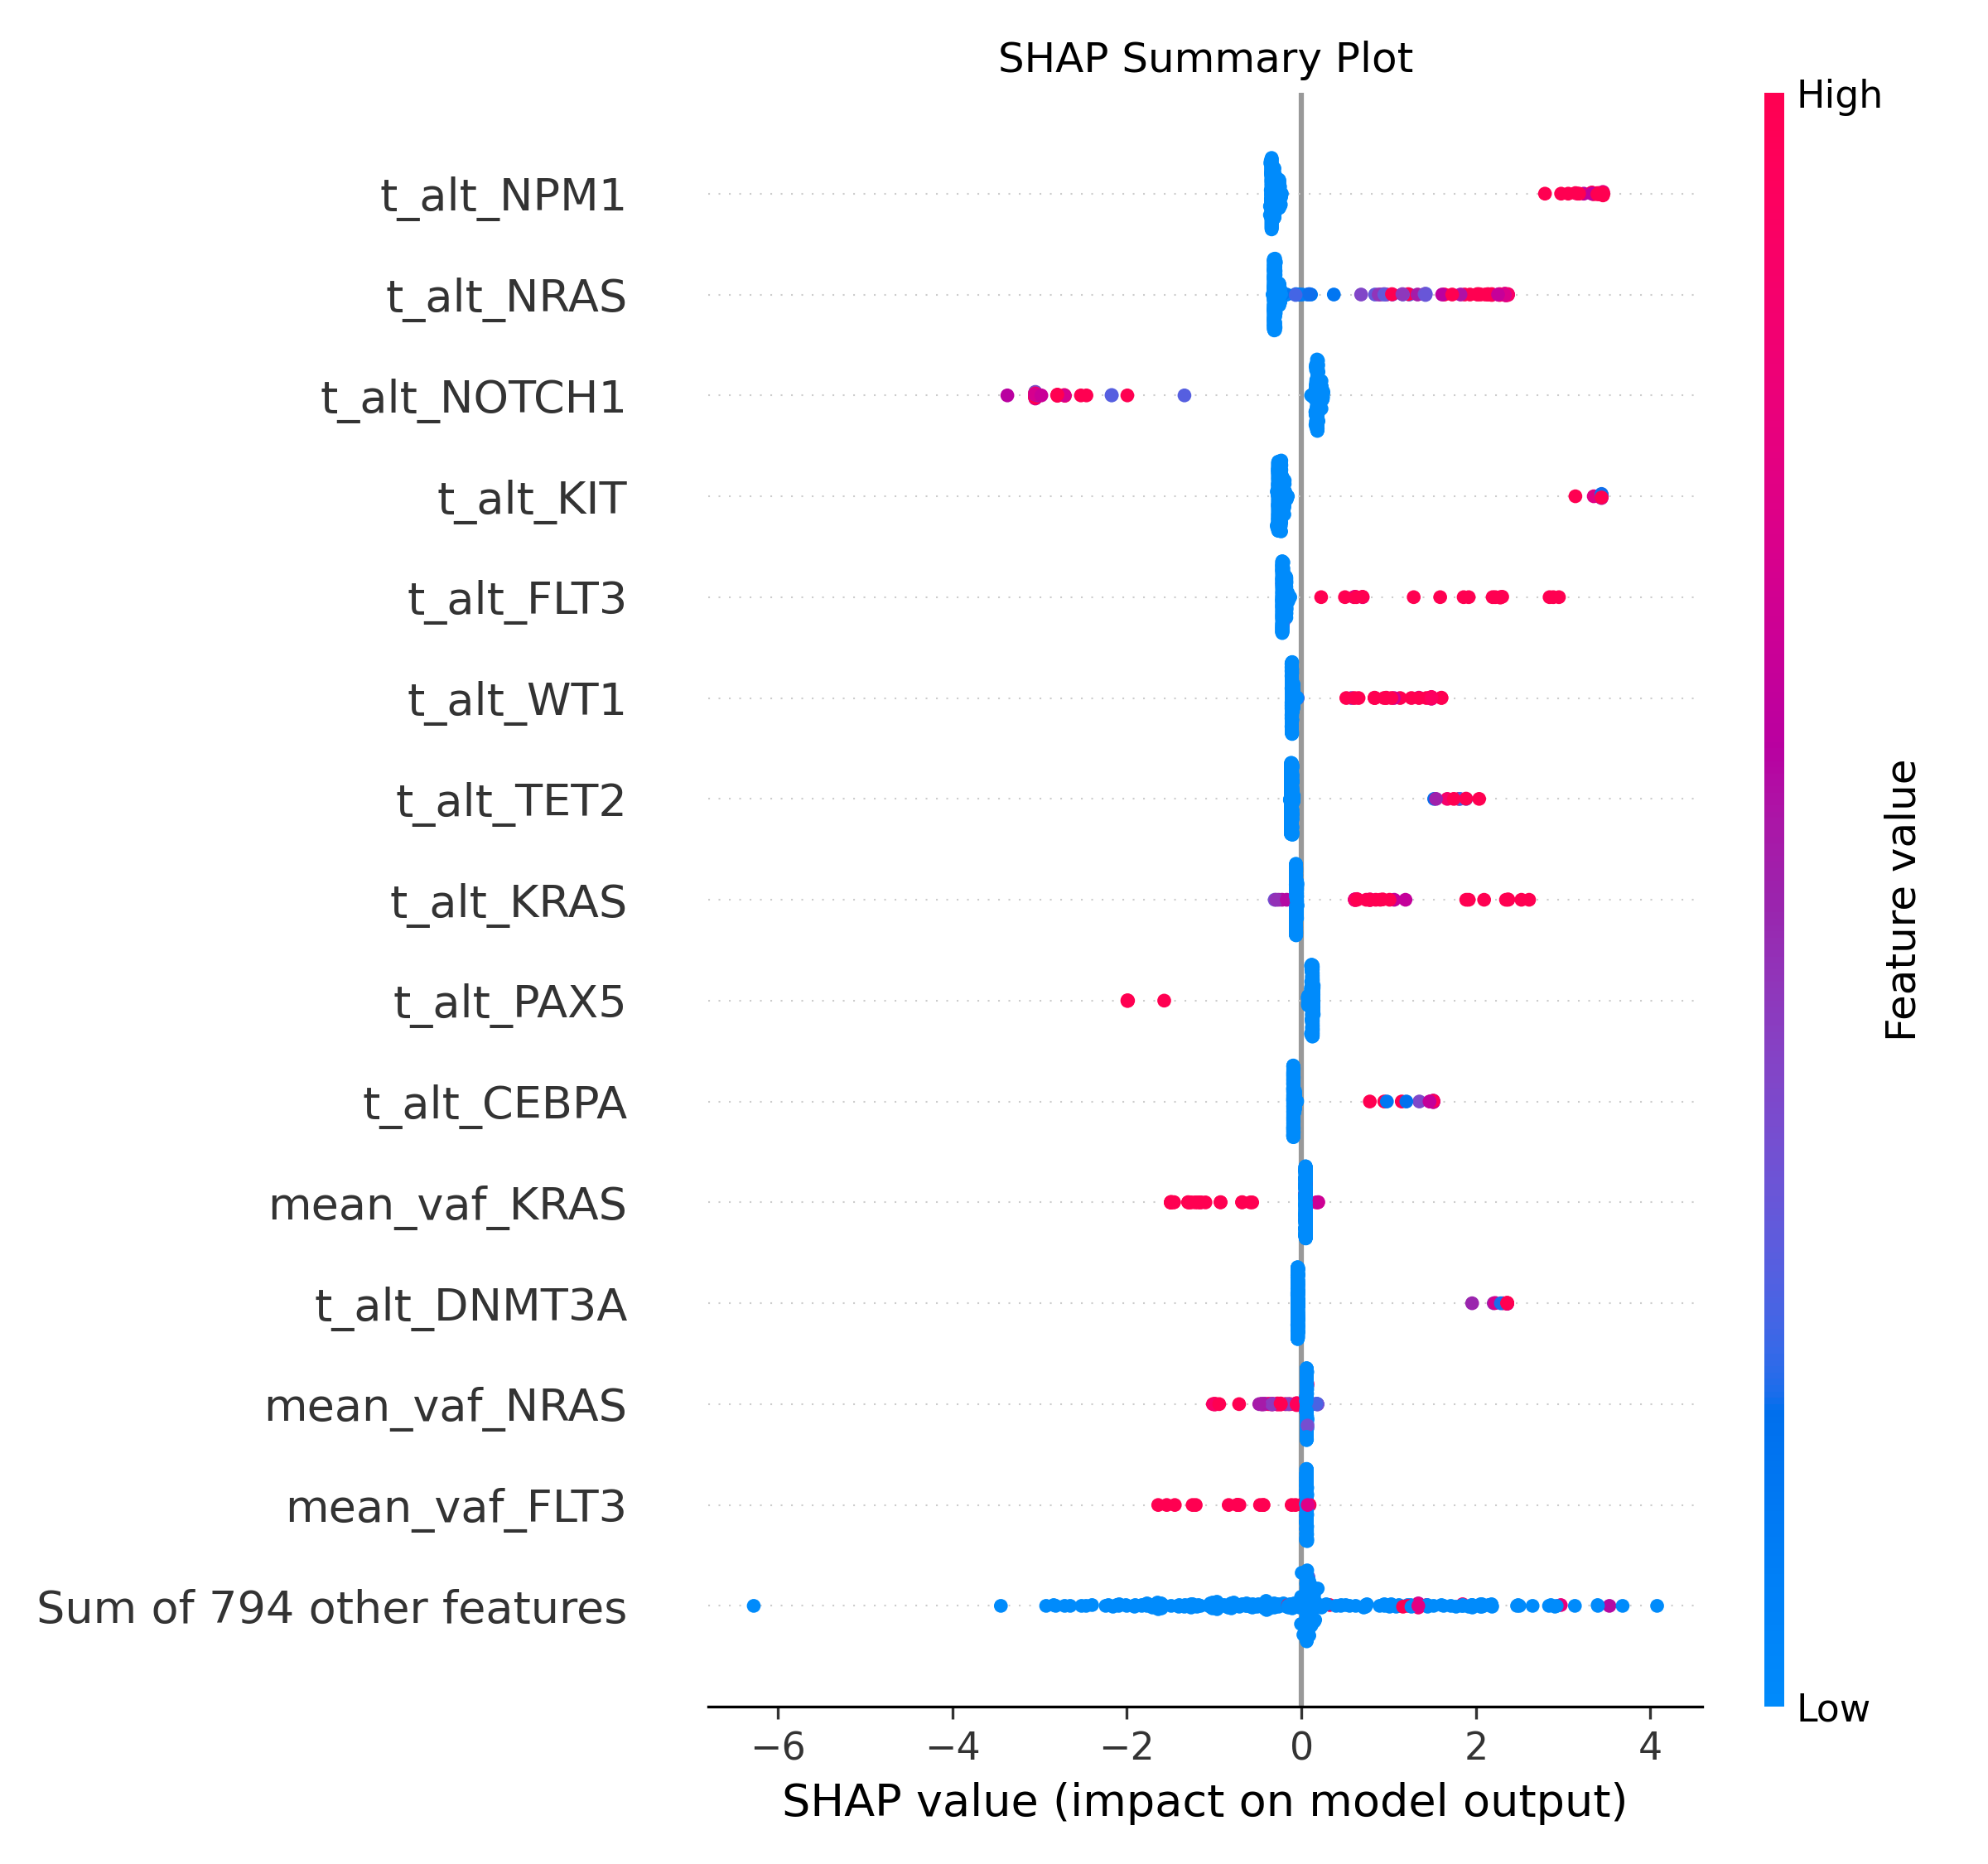 SHAP Summary Plot
High
t_alt_NPM1
t_alt_NRAS
t_alt_NOTCH1
t_alt_KIT
t_alt_FLT3
t_alt_WT1
t_alt_TET2
t_alt_KRAS
t_alt_PAX5
t_alt_CEBPA
mean_vaf_KRAS
t_alt_DNMT3A
mean_vaf_NRAS
mean_vaf_FLT3
Sum of 794 other features
Feature value
Low
−6 −4 −2 0 2 4
SHAP value (impact on model output)